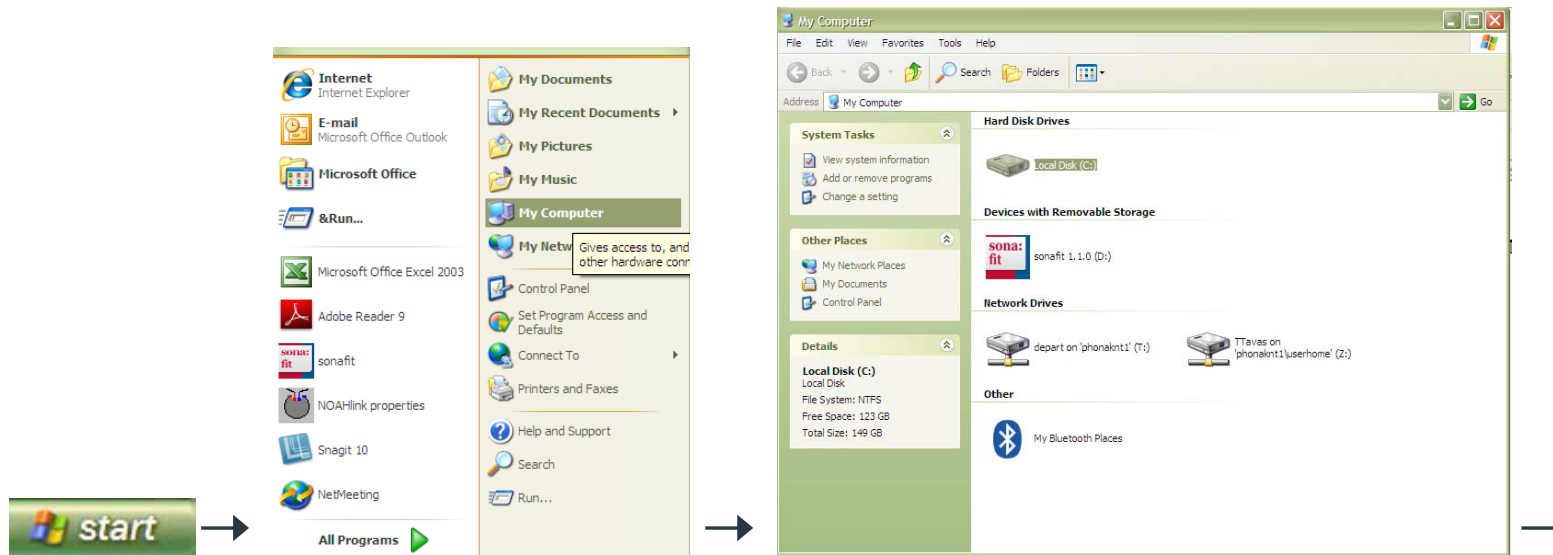 start
Internet
Internet Explorer
E-mail
Microsoft Office Outlook
Microsoft Office
&Run...
Microsoft Office Excel 2003
Adobe Reader 9
sona:
fit
sonafit
NOAHlink properties
Snagit 10
NetMeeting
All Programs
My Documents
My Recent Documents
My Pictures
My Music
My Computer
My Netw
Gives access to, and
other hardware conn
Control Panel
Set Program Access and
Defaults
Connect To
Printers and Faxes
Help and Support
Search
Run...
My Computer
File Edit View Favorites Tools Help
Back Search Folders
Address My Computer Go
System Tasks
View system information
Add or remove programs
Change a setting
Other Places
My Network Places
My Documents
Control Panel
Details
Local Disk (C:)
Local Disk
File System: NTFS
Free Space: 123 GB
Total Size: 149 GB
Hard Disk Drives
Local Disk (C:)
Devices with Removable Storage
sona:
fit
sonafit 1.1.0 (D:)
Network Drives
depart on 'phonaknt1' (T:)
TTavas on
'phonaknt1\userhome' (Z:)
Other
My Bluetooth Places